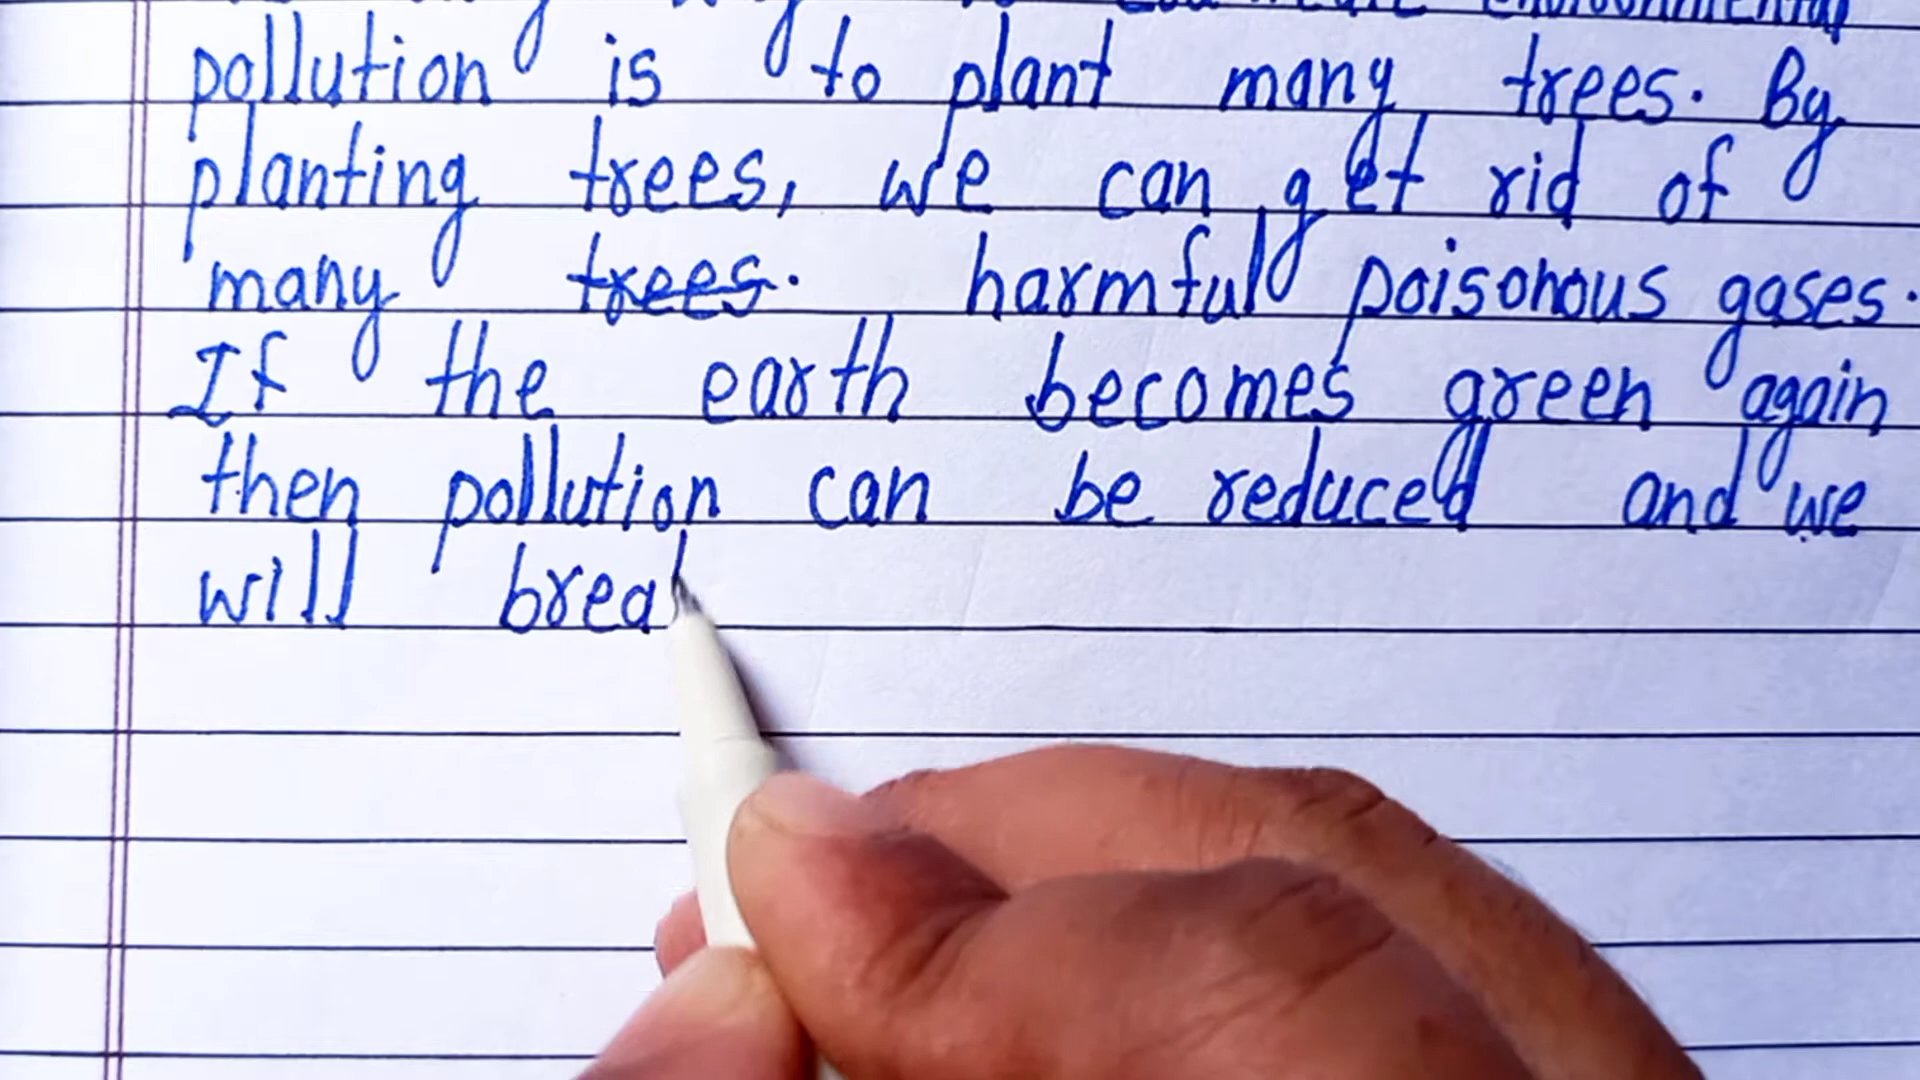 environmental
pollution is to plant many trees. By
planting trees, we can get rid of
many trees. harmful poisonous gases.
If the earth becomes green again
then pollution can be reduced and we
will brea